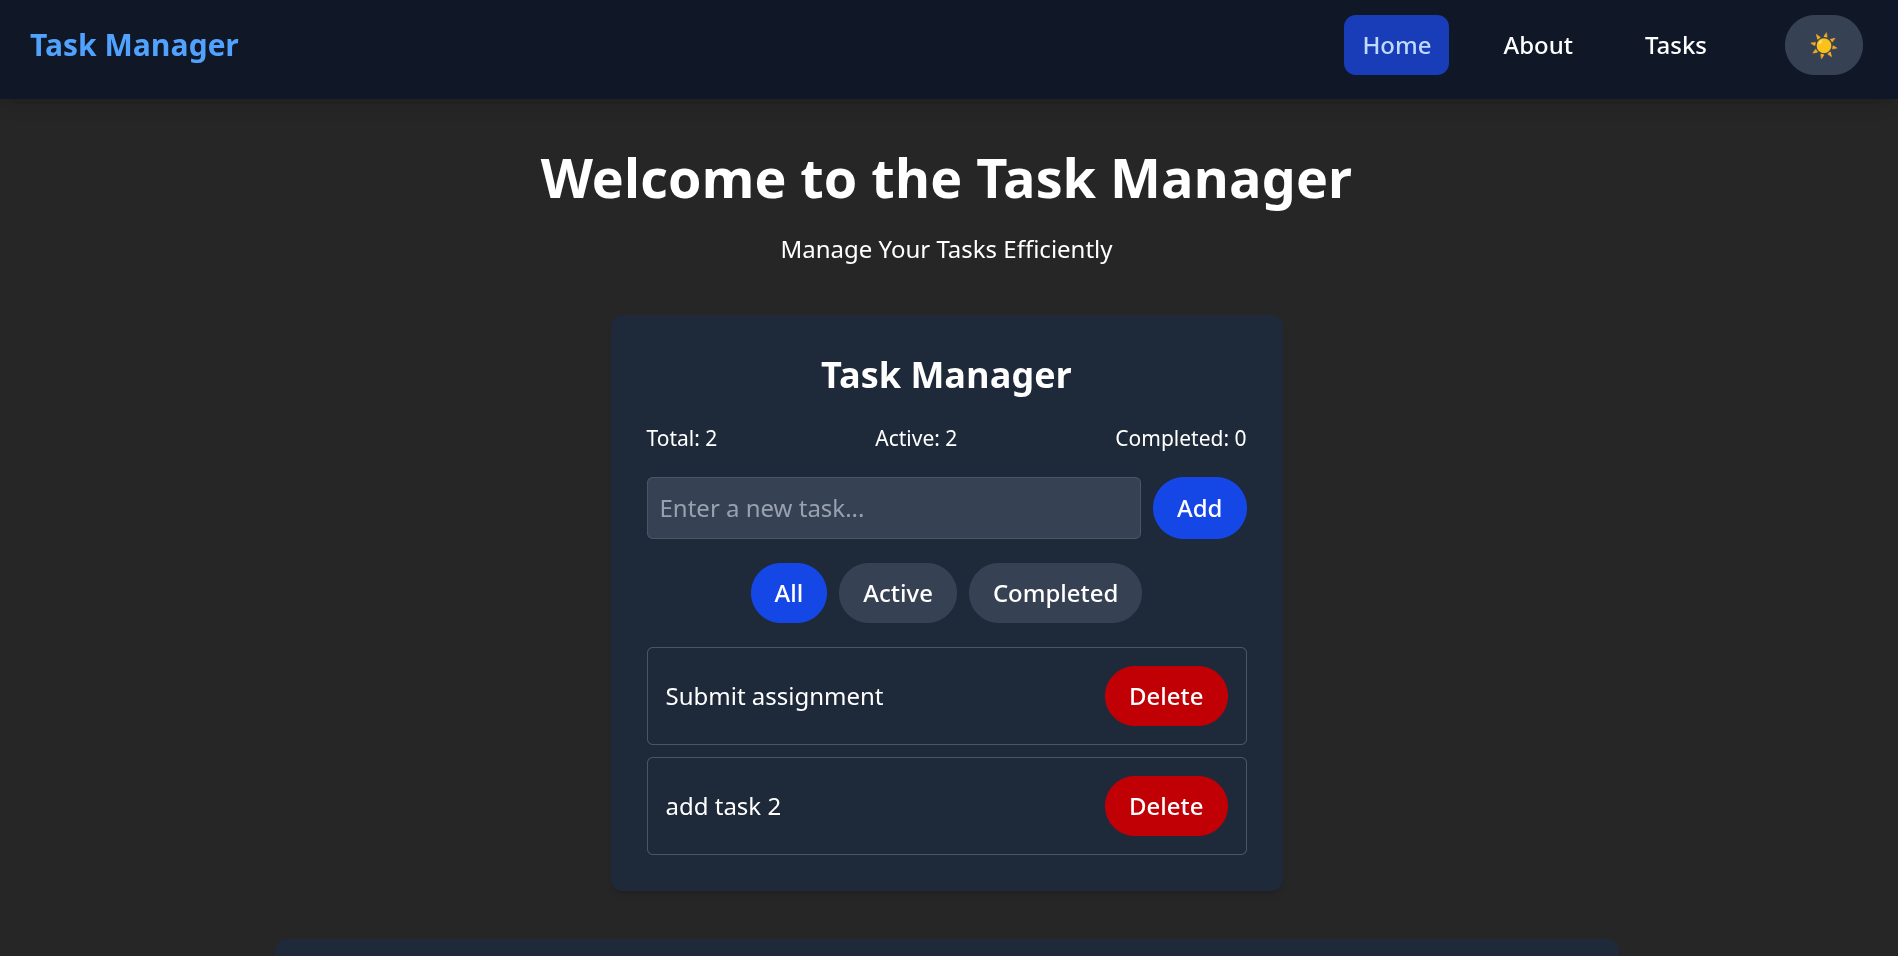 Task Manager
Home About Tasks
Welcome to the Task Manager
Manage Your Tasks Efficiently
Task Manager
Total: 2 Active: 2 Completed: 0
Enter a new task...
Add
All Active Completed
Submit assignment Delete
add task 2 Delete